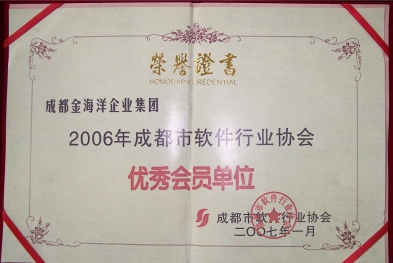 榮譽證書
HONORARY CREDENTIAL
成都金海洋企业集团
2006年成都市软件行业协会
优秀会员单位
成都市软件行业协会
二〇〇七年一月